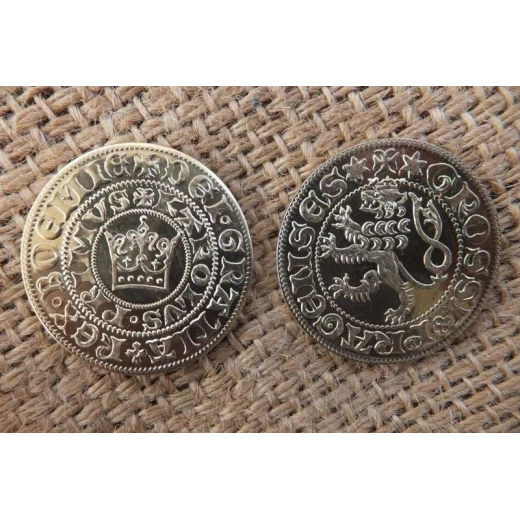 KAROLVS PRIMVS
DEI GRATIA REX BOEMIE
GROSSI PRAGENSES